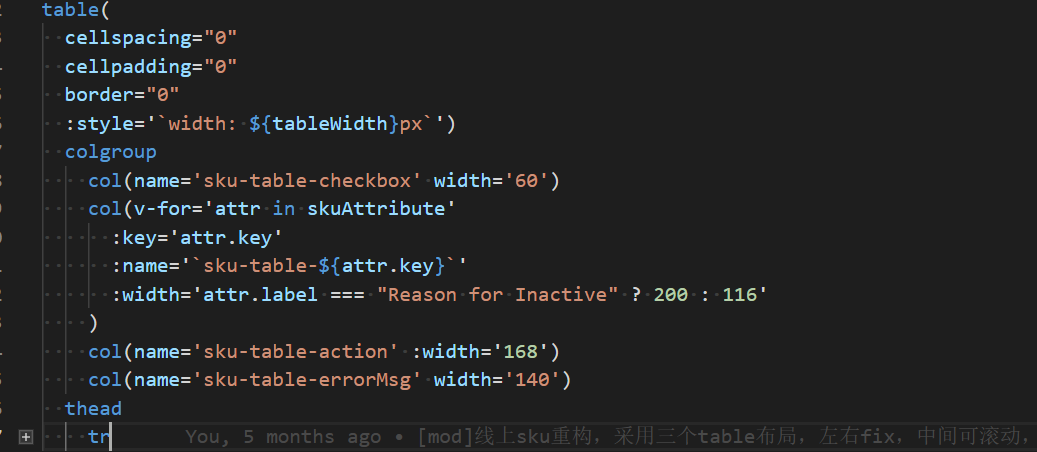 table(
cellspacing="0"
cellpadding="0"
border="0"
:style='`width: ${tableWidth}px`')
colgroup
col(name='sku-table-checkbox' width='60')
col(v-for='attr in skuAttribute'
:key='attr.key'
:name='`sku-table-${attr.key}`'
:width='attr.label === "Reason for Inactive" ? 200 : 116'
)
col(name='sku-table-action' :width='168')
col(name='sku-table-errorMsg' width='140')
thead
tr You, 5 months ago • [mod]线上sku重构，采用三个table布局，左右fix，中间可滚动，